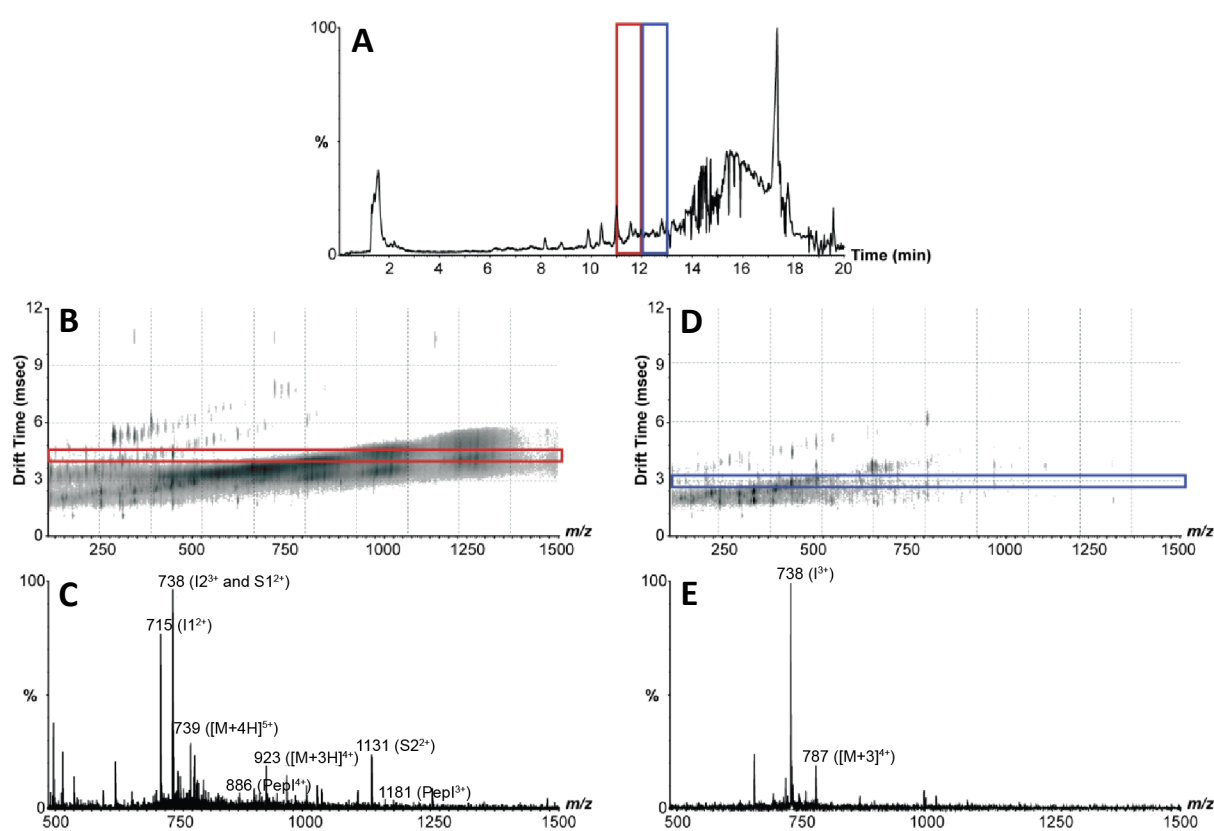 A
100
%
0
2 4 6 8 10 12 14 16 18 20
Time (min)
B
Drift Time (msec)
12
9
6
3
0
250 500 750 1000 1250 1500
m/z
D
Drift Time (msec)
12
9
6
3
0
250 500 750 1000 1250 1500
m/z
C
100
%
0
738 (I2³⁺ and S1²⁺)
715 (I1²⁺)
739 ([M+4H]⁵⁺)
923 ([M+3H]⁴⁺)
1131 (S2²⁺)
886 (PepI⁴⁺)
1181 (PepI³⁺)
500 750 1000 1250 1500
m/z
E
100
%
0
738 (I³⁺)
787 ([M+3]⁴⁺)
500 750 1000 1250 1500
m/z